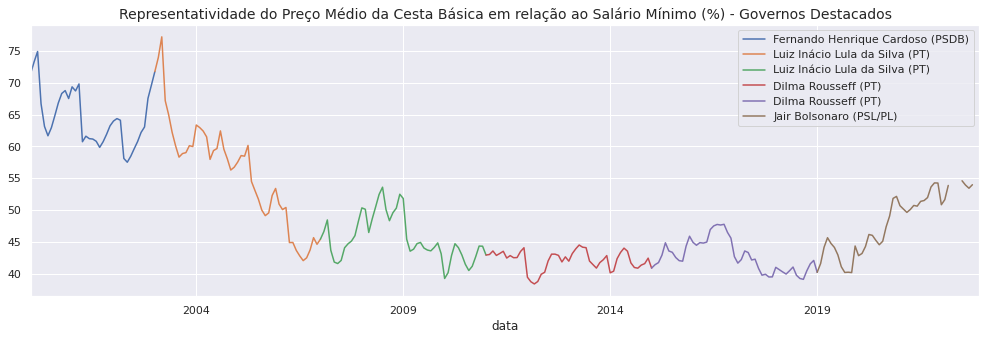 Representatividade do Preço Médio da Cesta Básica em relação ao Salário Mínimo (%) - Governos Destacados
Fernando Henrique Cardoso (PSDB)
Luiz Inácio Lula da Silva (PT)
Luiz Inácio Lula da Silva (PT)
Dilma Rousseff (PT)
Dilma Rousseff (PT)
Jair Bolsonaro (PSL/PL)
75
70
65
60
55
50
45
40
2004 2009 2014 2019
data